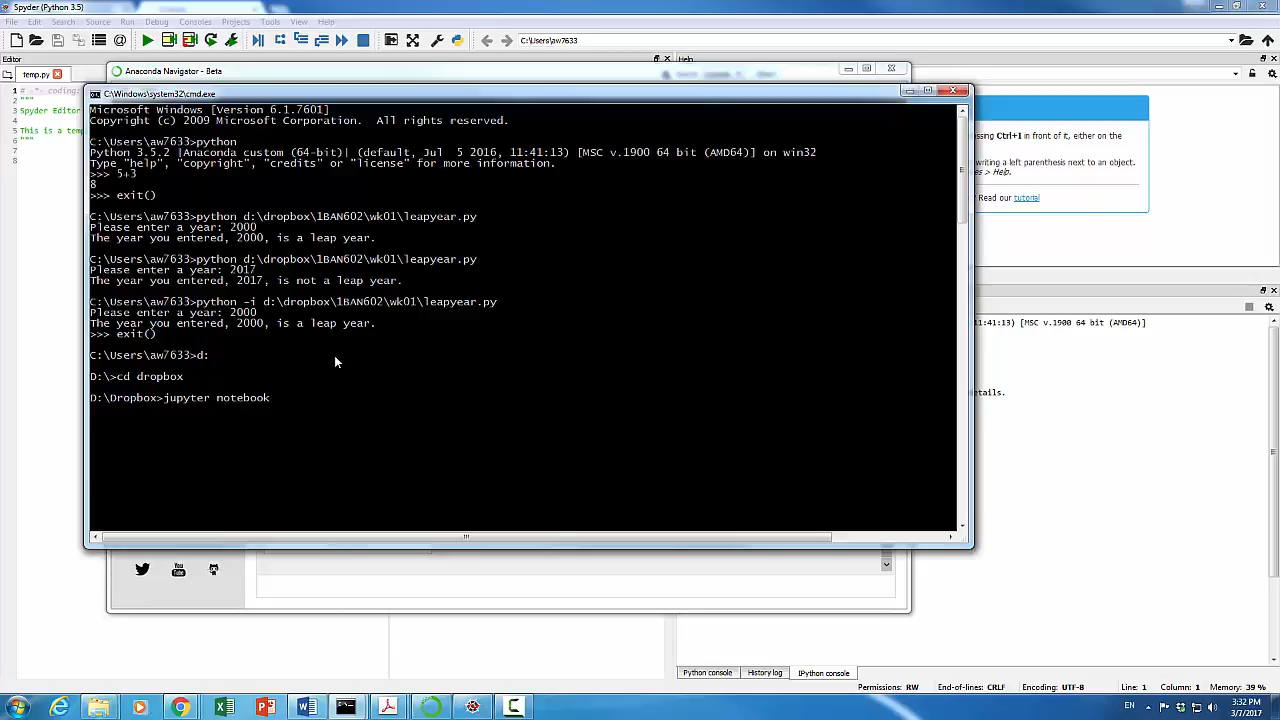 Spyder (Python 3.5)
File Edit Search Source Run Debug Consoles Projects Tools View Help
C:\Users\aw7633
Editor
Help
temp.py
Anaconda Navigator - Beta
1 # -*- coding:
2 """
3 Spyder Editor
4
5 This is a temp
6 """
7
8
C:\Windows\system32\cmd.exe
Microsoft Windows [Version 6.1.7601]
Copyright (c) 2009 Microsoft Corporation.  All rights reserved.
C:\Users\aw7633>python
Python 3.5.2 |Anaconda custom (64-bit)| (default, Jul  5 2016, 11:41:13) [MSC v.1900 64 bit (AMD64)] on win32
Type "help", "copyright", "credits" or "license" for more information.
>>> 5+3
8
>>> exit()
C:\Users\aw7633>python d:\dropbox\1BAN602\wk01\leapyear.py
Please enter a year: 2000
The year you entered, 2000, is a leap year.
C:\Users\aw7633>python d:\dropbox\1BAN602\wk01\leapyear.py
Please enter a year: 2017
The year you entered, 2017, is not a leap year.
C:\Users\aw7633>python -i d:\dropbox\1BAN602\wk01\leapyear.py
Please enter a year: 2000
The year you entered, 2000, is a leap year.
>>> exit()
C:\Users\aw7633>d:
D:\>cd dropbox
D:\Dropbox>jupyter notebook
ssing Ctrl+I in front of it, either on the
writing a left parenthesis next to an object.
s > Help.
? Read our tutorial
11:41:13) [MSC v.1900 64 bit (AMD64)]
etails.
Python console History log IPython console
Permissions: RW End-of-lines: CRLF Encoding: UTF-8 Line: 1 Column: 1 Memory: 39 %
EN 3:32 PM
3/7/2017